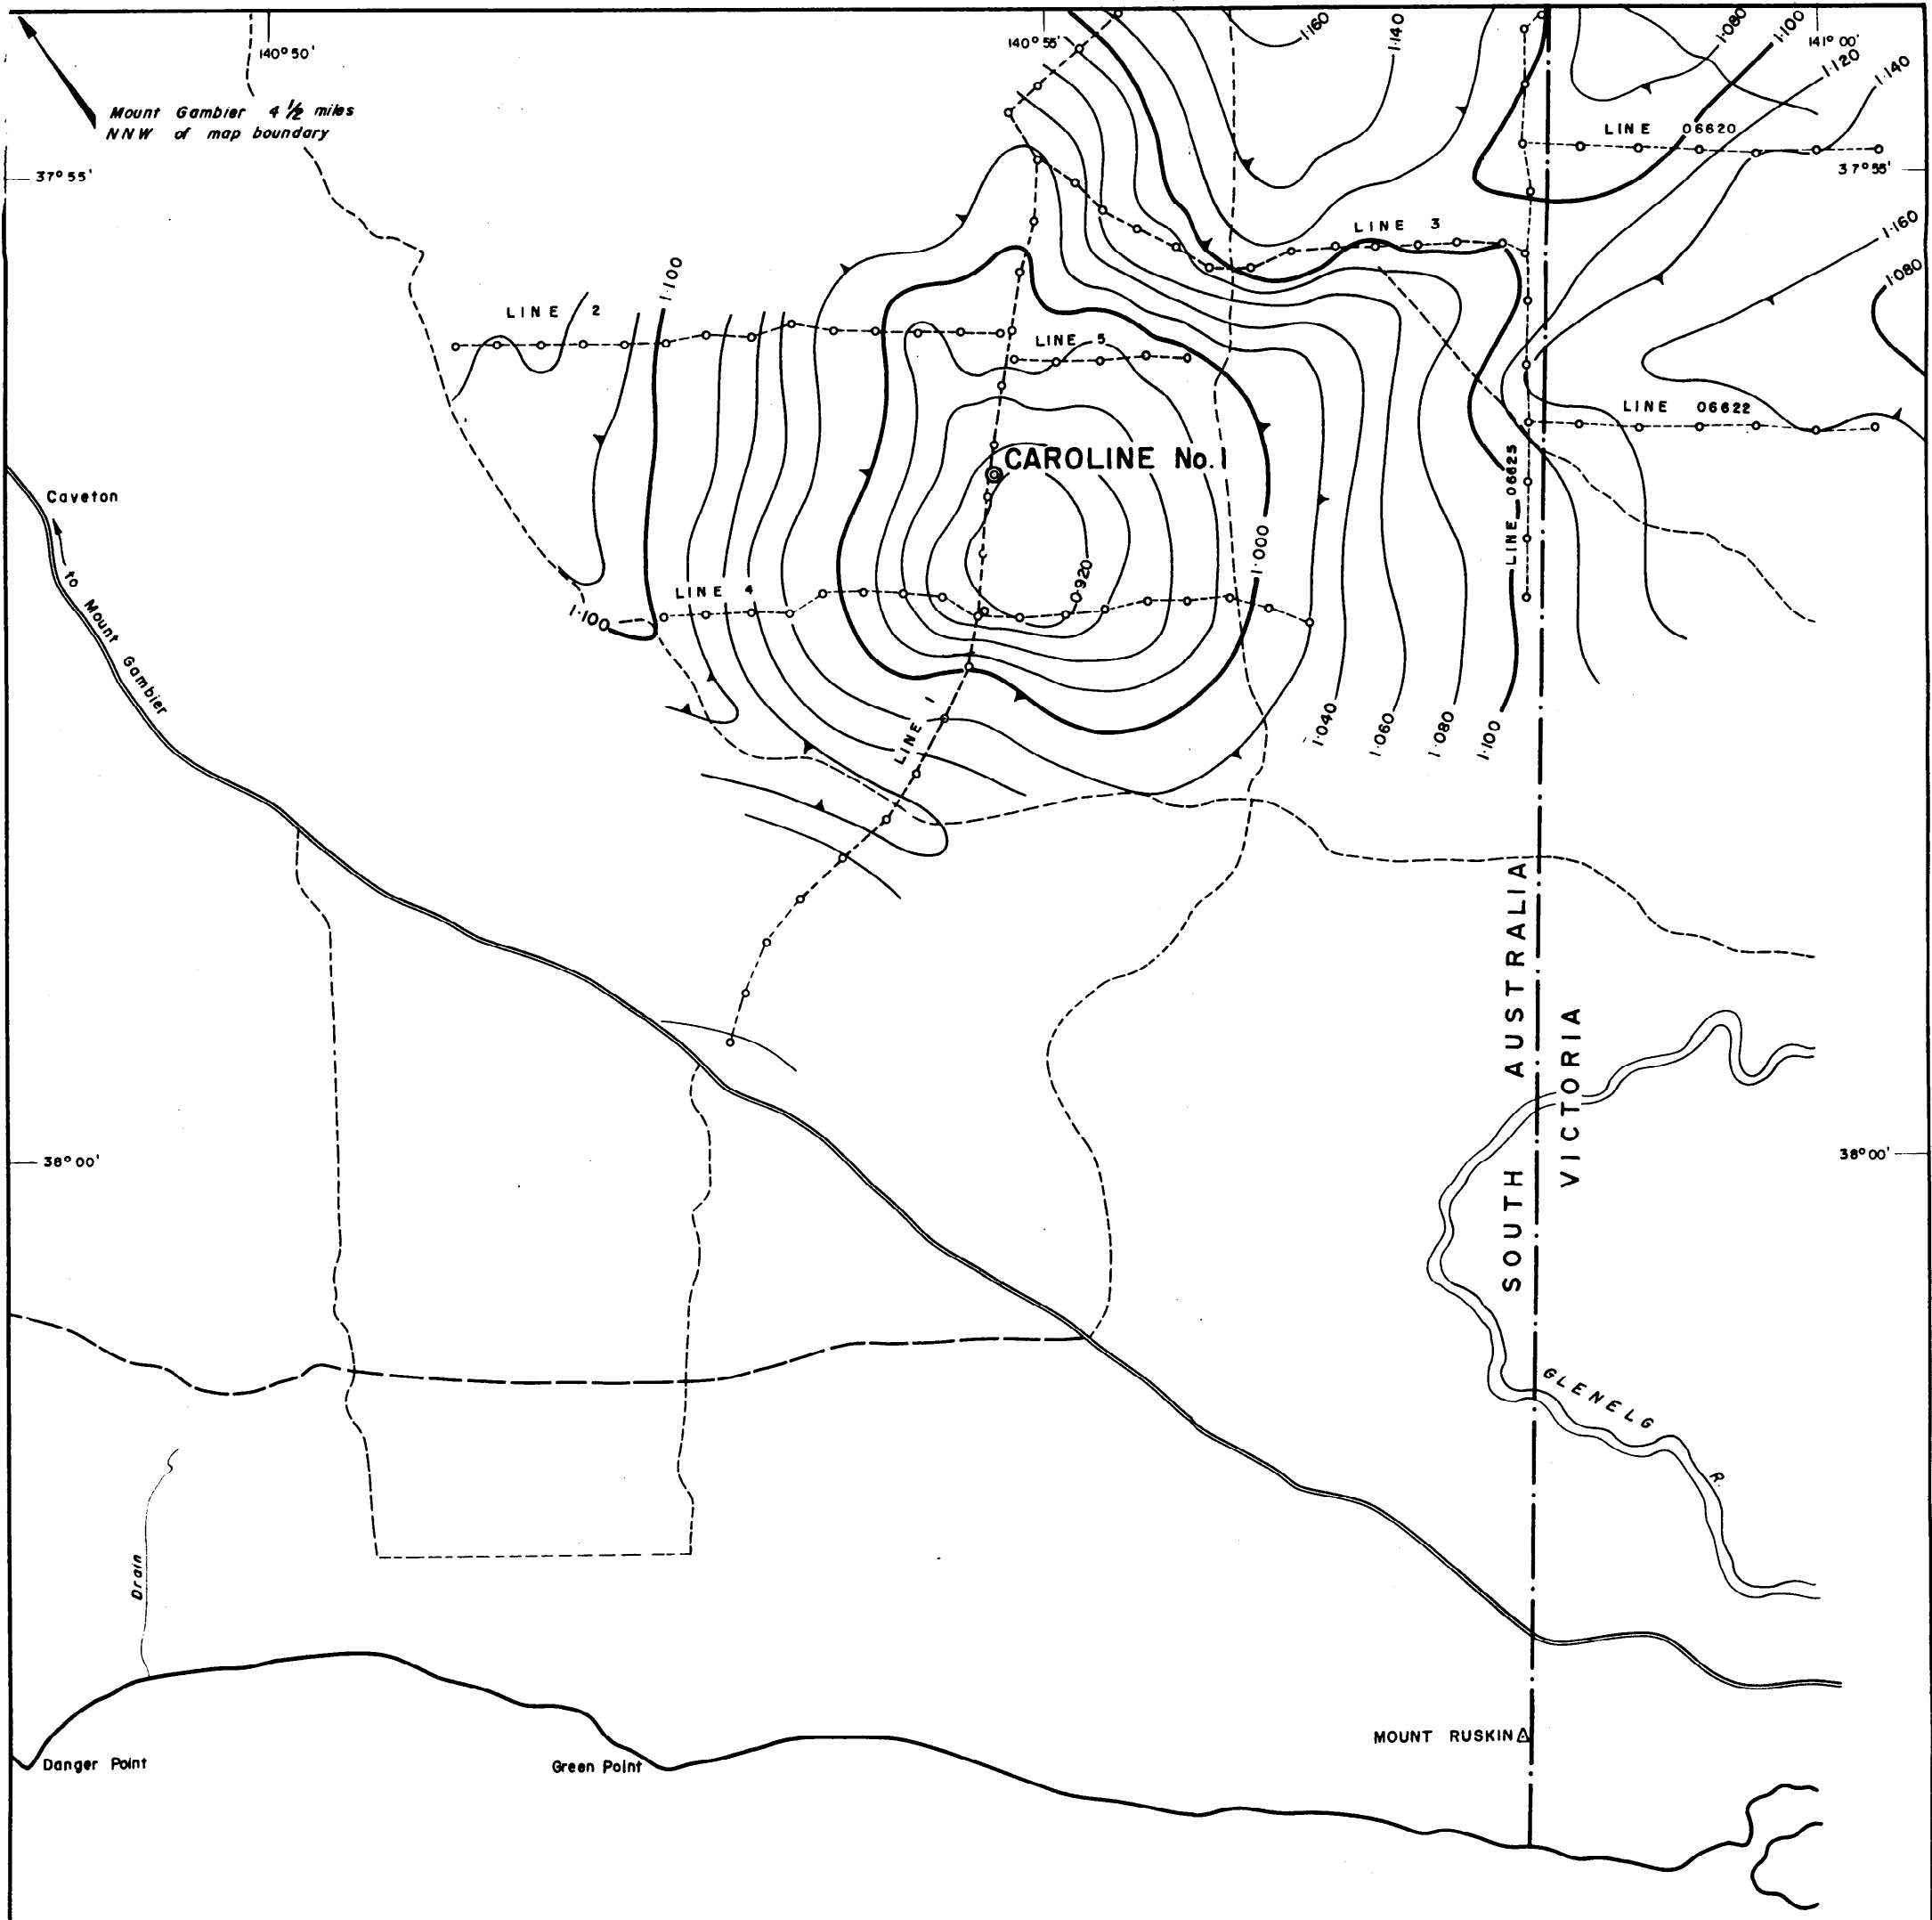 140° 50'
140° 55'
1·160
1·140
1·080
1·100
141° 00'
1·120
1·140
Mount Gambier 4 ½ miles
NNW of map boundary
LINE 06620
37° 55'
37° 55'
LINE 3
1·160
1·100
1·080
LINE 2
LINE 5
LINE 06622
CAROLINE No. 1
LINE 06625
Caveton
to Mount Gambier
1·000
0·920
LINE 4
1·100
LINE 1
1·040
1·060
1·080
1·100
SOUTH AUSTRALIA
VICTORIA
38° 00'
38° 00'
GLENELG R.
Drain
MOUNT RUSKIN
Danger Point
Green Point